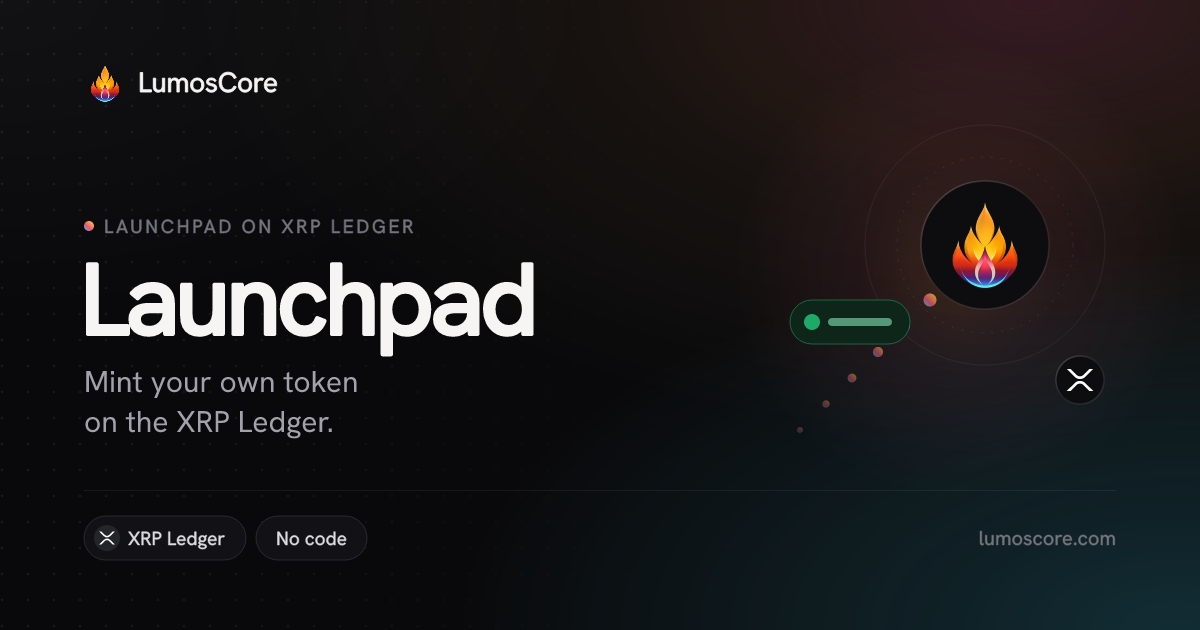 LumosCore
LAUNCHPAD ON XRP LEDGER
Launchpad
Mint your own token
on the XRP Ledger.
XRP Ledger
No code
lumoscore.com